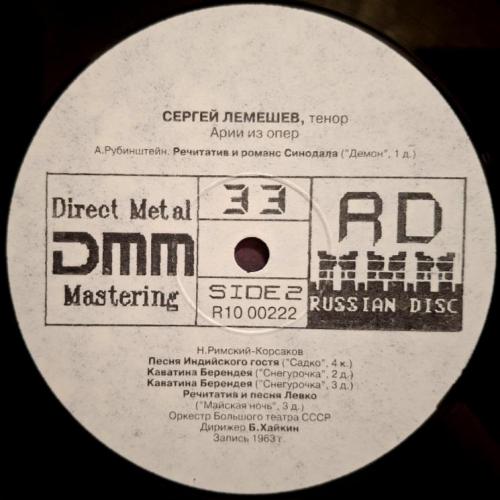 СЕРГЕЙ ЛЕМЕШЕВ, тенор
Арии из опер
А.Рубинштейн. Речитатив и романс Синодала ("Демон", 1 д.)
Direct Metal
DMM
Mastering
33
SIDE 2
R10 00222
RD
RUSSIAN DISC
Н.Римский-Корсаков
Песня Индийского гостя ("Садко", 4 к.)
Каватина Берендея ("Снегурочка", 2 д.)
Каватина Берендея ("Снегурочка", 3 д.)
Речитатив и песня Левко
("Майская ночь", 3 д.)
Оркестр Большого театра СССР
Дирижер Б.Хайкин
Запись 1963 г.